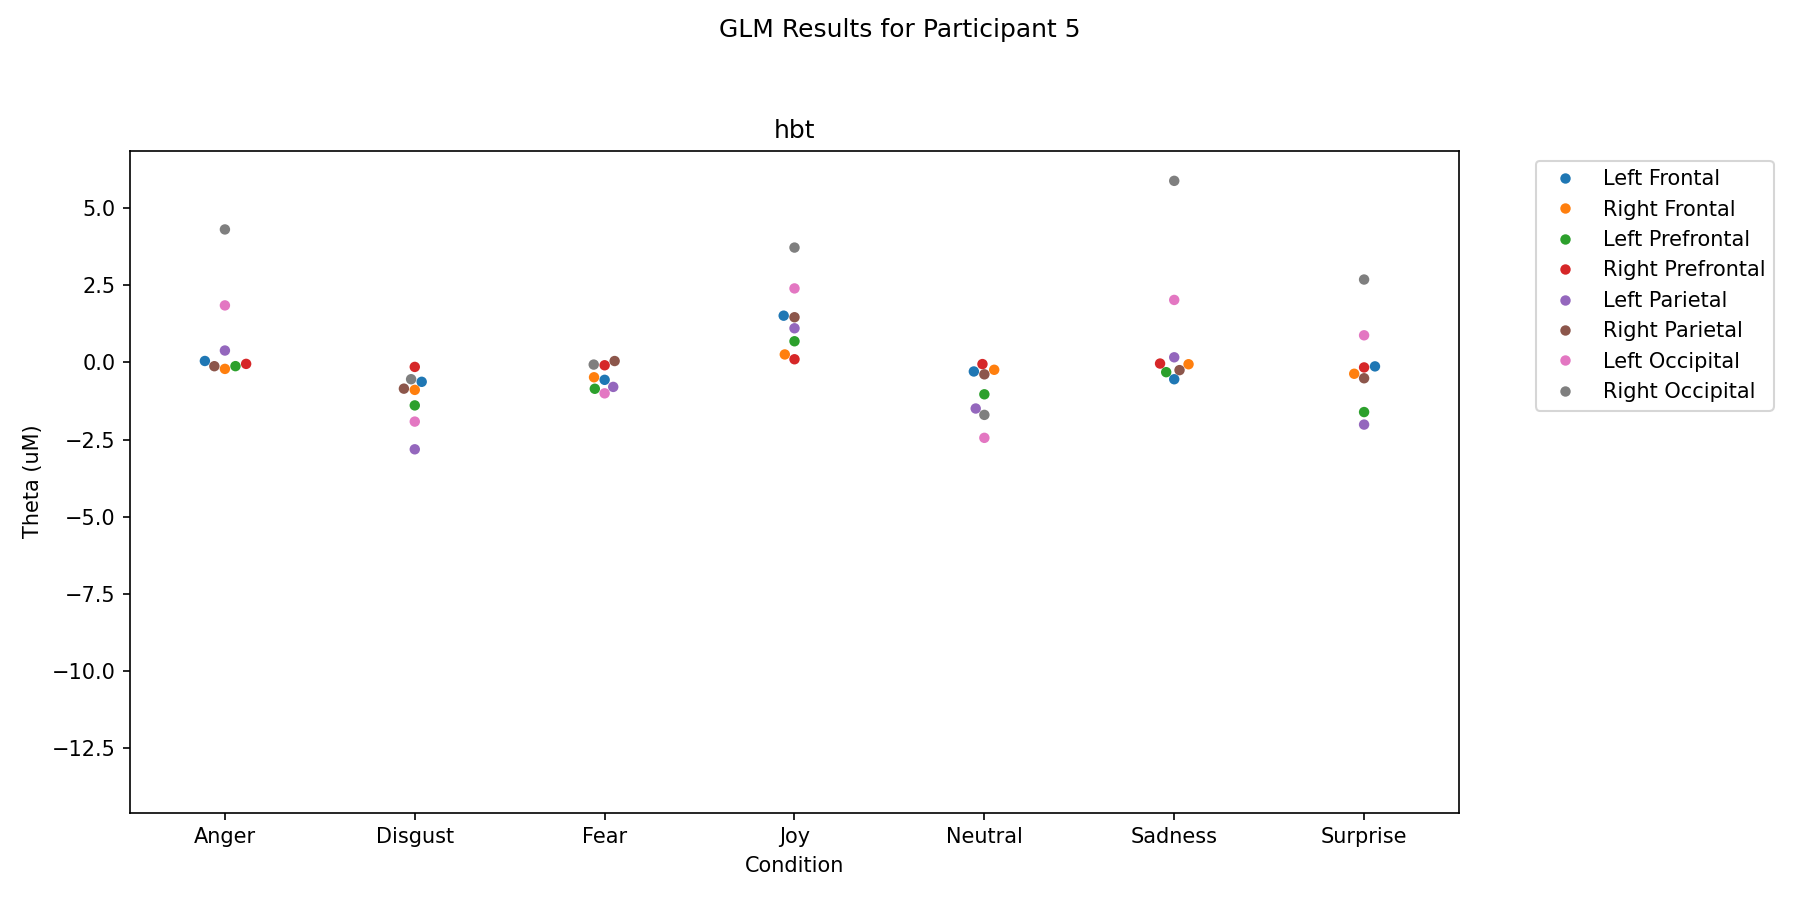 GLM Results for Participant 5
hbt
5.0
2.5
0.0
−2.5
−5.0
−7.5
−10.0
−12.5
Theta (uM)
Anger
Disgust
Fear
Joy
Neutral
Sadness
Surprise
Condition
Left Frontal
Right Frontal
Left Prefrontal
Right Prefrontal
Left Parietal
Right Parietal
Left Occipital
Right Occipital